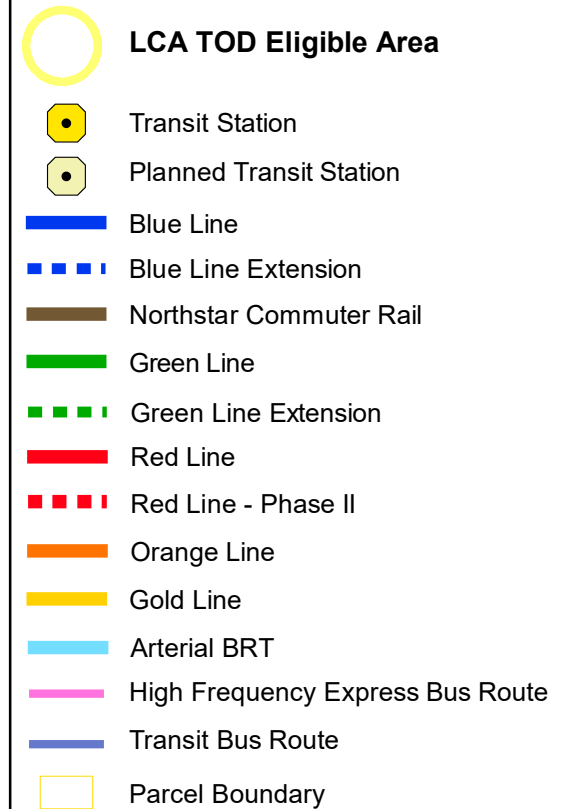 LCA TOD Eligible Area
Transit Station
Planned Transit Station
Blue Line
Blue Line Extension
Northstar Commuter Rail
Green Line
Green Line Extension
Red Line
Red Line - Phase II
Orange Line
Gold Line
Arterial BRT
High Frequency Express Bus Route
Transit Bus Route
Parcel Boundary